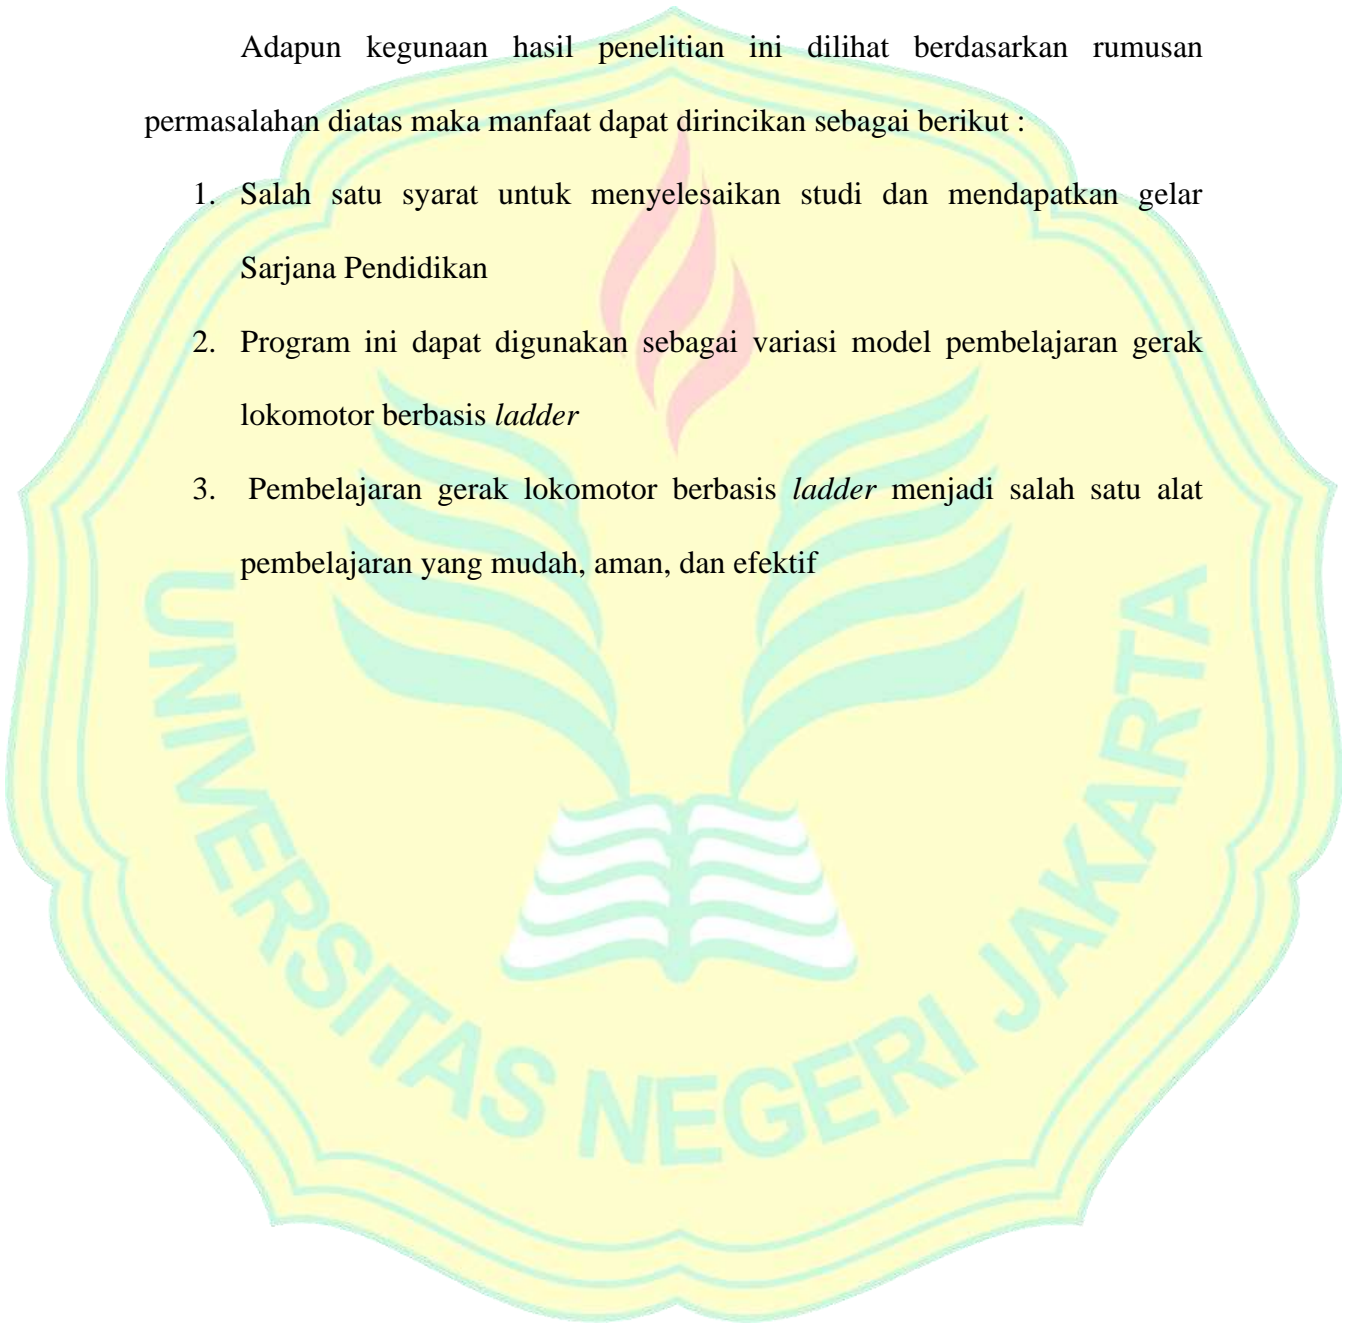 Adapun kegunaan hasil penelitian ini dilihat berdasarkan rumusan
permasalahan diatas maka manfaat dapat dirincikan sebagai berikut :
1. Salah satu syarat untuk menyelesaikan studi dan mendapatkan gelar
Sarjana Pendidikan
2. Program ini dapat digunakan sebagai variasi model pembelajaran gerak
lokomotor berbasis ladder
3. Pembelajaran gerak lokomotor berbasis ladder menjadi salah satu alat
pembelajaran yang mudah, aman, dan efektif
UNIVERSITAS NEGERI JAKARTA